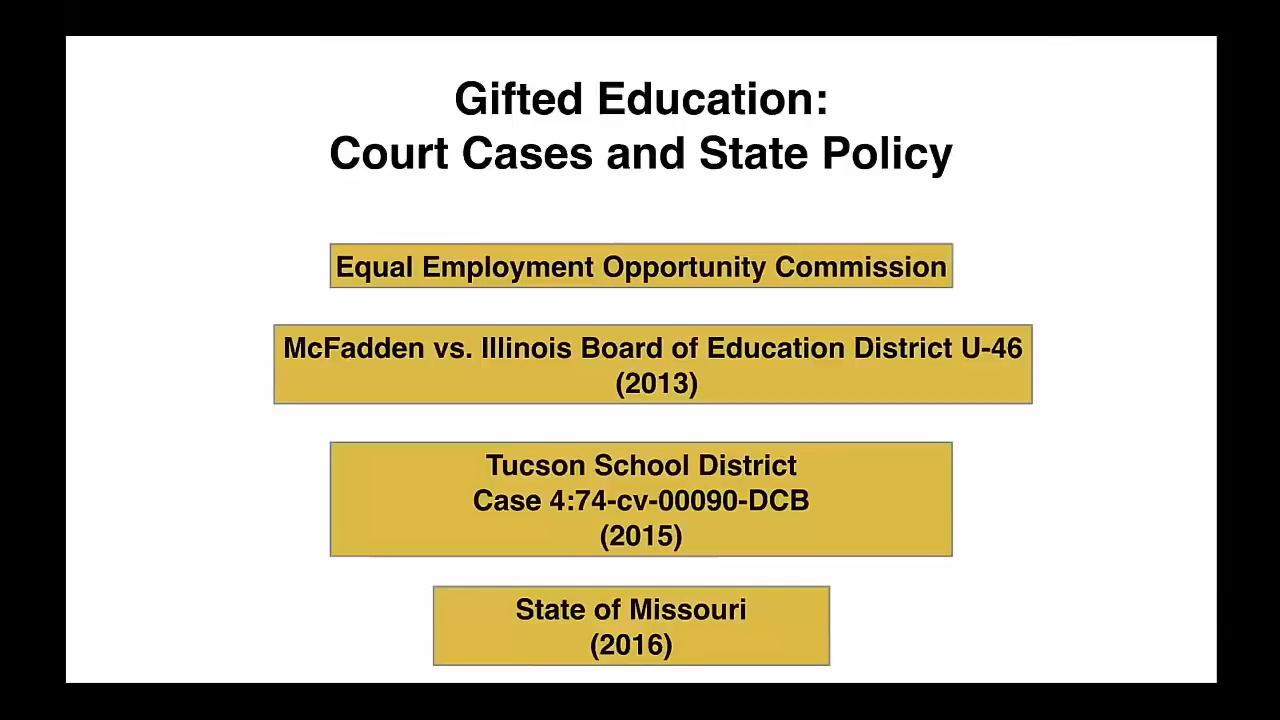 Gifted Education:
Court Cases and State Policy
Equal Employment Opportunity Commission
McFadden vs. Illinois Board of Education District U-46
(2013)
Tucson School District
Case 4:74-cv-00090-DCB
(2015)
State of Missouri
(2016)